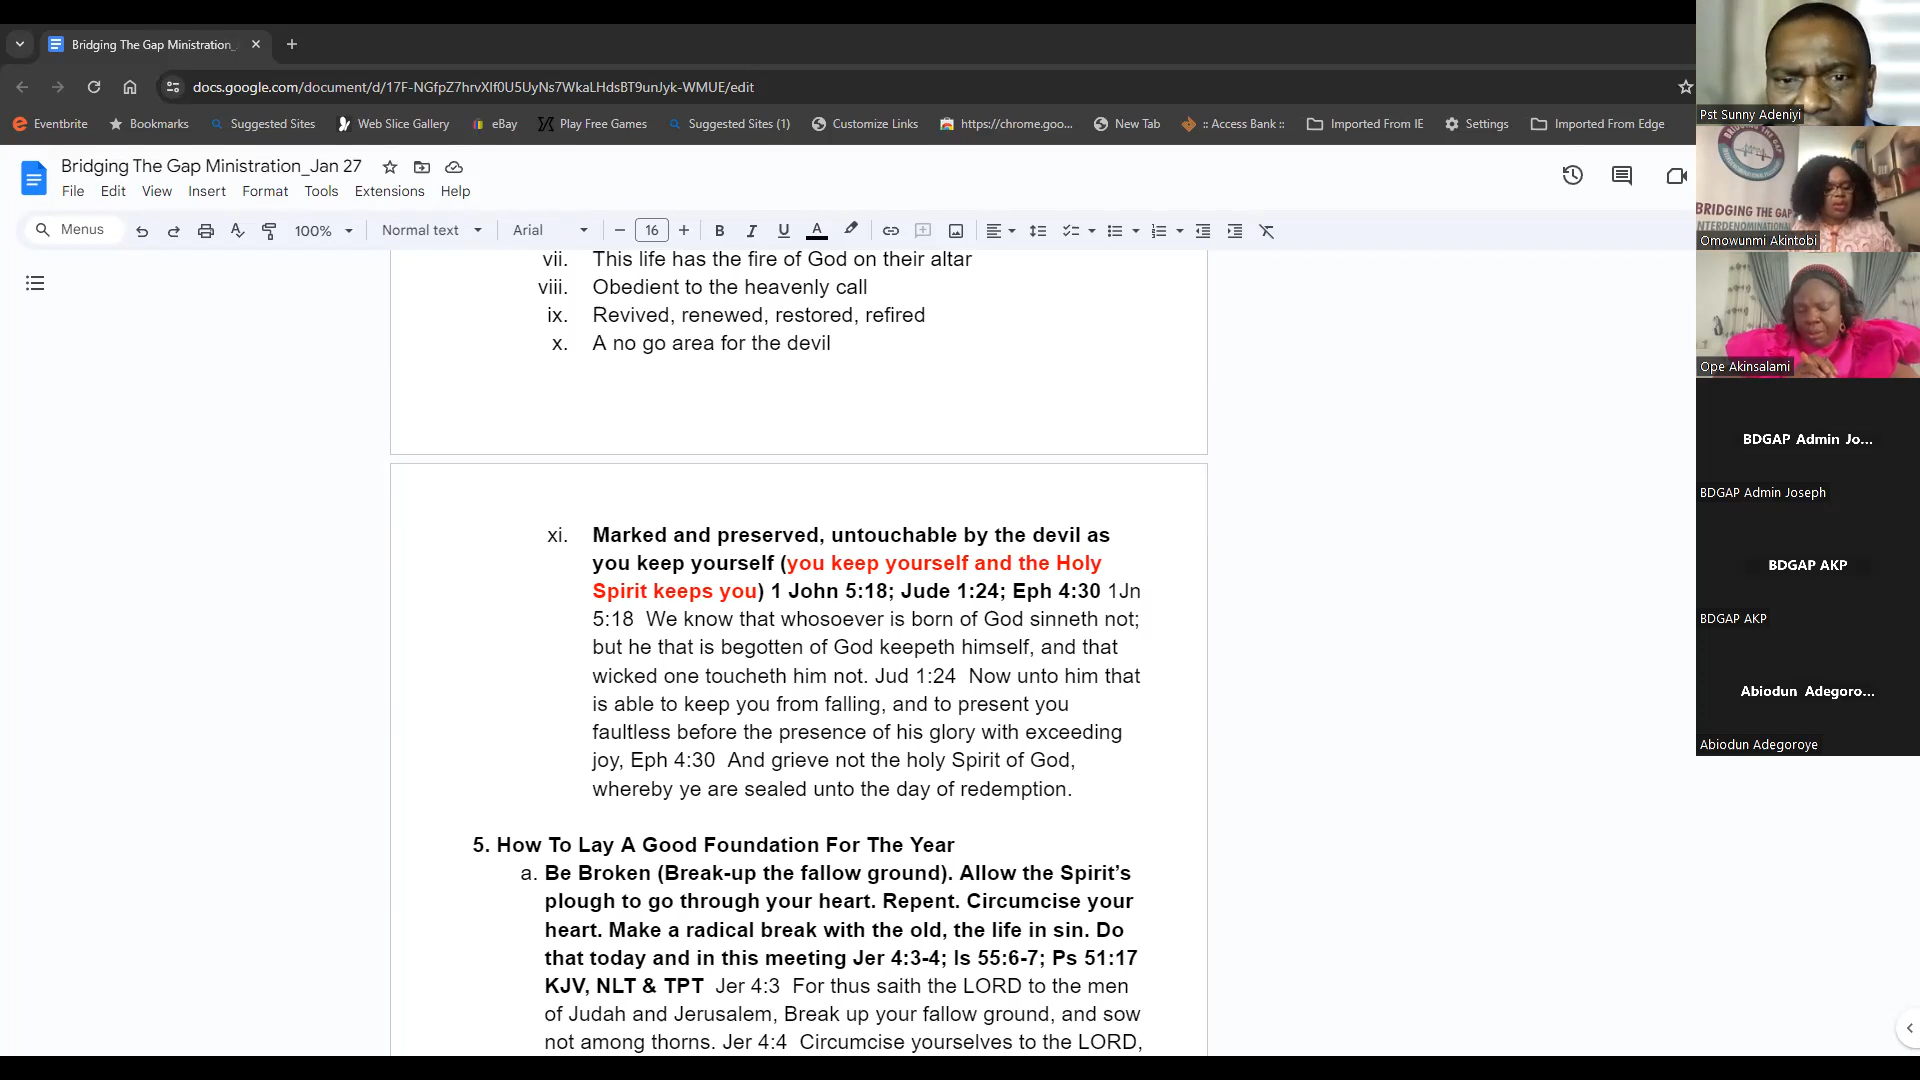 Bridging The Gap Ministration_
docs.google.com/document/d/17F-NGfpZ7hrvXlf0U5UyNs7WkaLHdsBT9unJyk-WMUE/edit
Eventbrite Bookmarks Suggested Sites Web Slice Gallery eBay Play Free Games Suggested Sites (1) Customize Links https://chrome.goo... New Tab :: Access Bank :: Imported From IE Settings Imported From Edge
Bridging The Gap Ministration_Jan 27
File Edit View Insert Format Tools Extensions Help
Menus 100% Normal text Arial 16
vii. This life has the fire of God on their altar
viii. Obedient to the heavenly call
ix. Revived, renewed, restored, refired
x. A no go area for the devil
xi. Marked and preserved, untouchable by the devil as
you keep yourself (you keep yourself and the Holy
Spirit keeps you) 1 John 5:18; Jude 1:24; Eph 4:30 1Jn
5:18 We know that whosoever is born of God sinneth not;
but he that is begotten of God keepeth himself, and that
wicked one toucheth him not. Jud 1:24 Now unto him that
is able to keep you from falling, and to present you
faultless before the presence of his glory with exceeding
joy, Eph 4:30 And grieve not the holy Spirit of God,
whereby ye are sealed unto the day of redemption.
5. How To Lay A Good Foundation For The Year
a. Be Broken (Break-up the fallow ground). Allow the Spirit's
plough to go through your heart. Repent. Circumcise your
heart. Make a radical break with the old, the life in sin. Do
that today and in this meeting Jer 4:3-4; Is 55:6-7; Ps 51:17
KJV, NLT & TPT Jer 4:3 For thus saith the LORD to the men
of Judah and Jerusalem, Break up your fallow ground, and sow
not among thorns. Jer 4:4 Circumcise yourselves to the LORD,
Pst Sunny Adeniyi
BRIDGING THE GAP
INTERDENOMINATIONAL
Omowunmi Akintobi
Ope Akinsalami
BDGAP Admin Jo...
BDGAP Admin Joseph
BDGAP AKP
BDGAP AKP
Abiodun Adegoro...
Abiodun Adegoroye